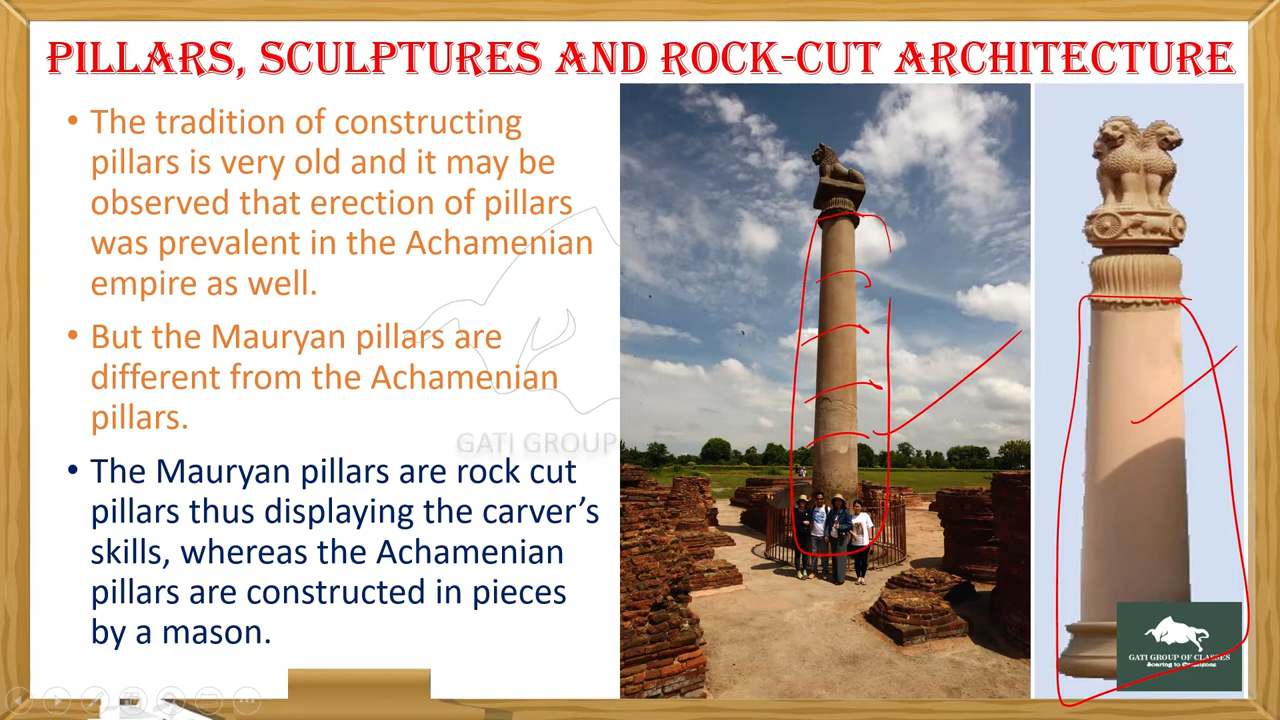 PILLARS, SCULPTURES AND ROCK-CUT ARCHITECTURE
• The tradition of constructing
pillars is very old and it may be
observed that erection of pillars
was prevalent in the Achamenian
empire as well.
• But the Mauryan pillars are
different from the Achamenian
pillars.
GATI GROUP
• The Mauryan pillars are rock cut
pillars thus displaying the carver's
skills, whereas the Achamenian
pillars are constructed in pieces
by a mason.
GATI GROUP OF CLASSES
Soaring to Greatness